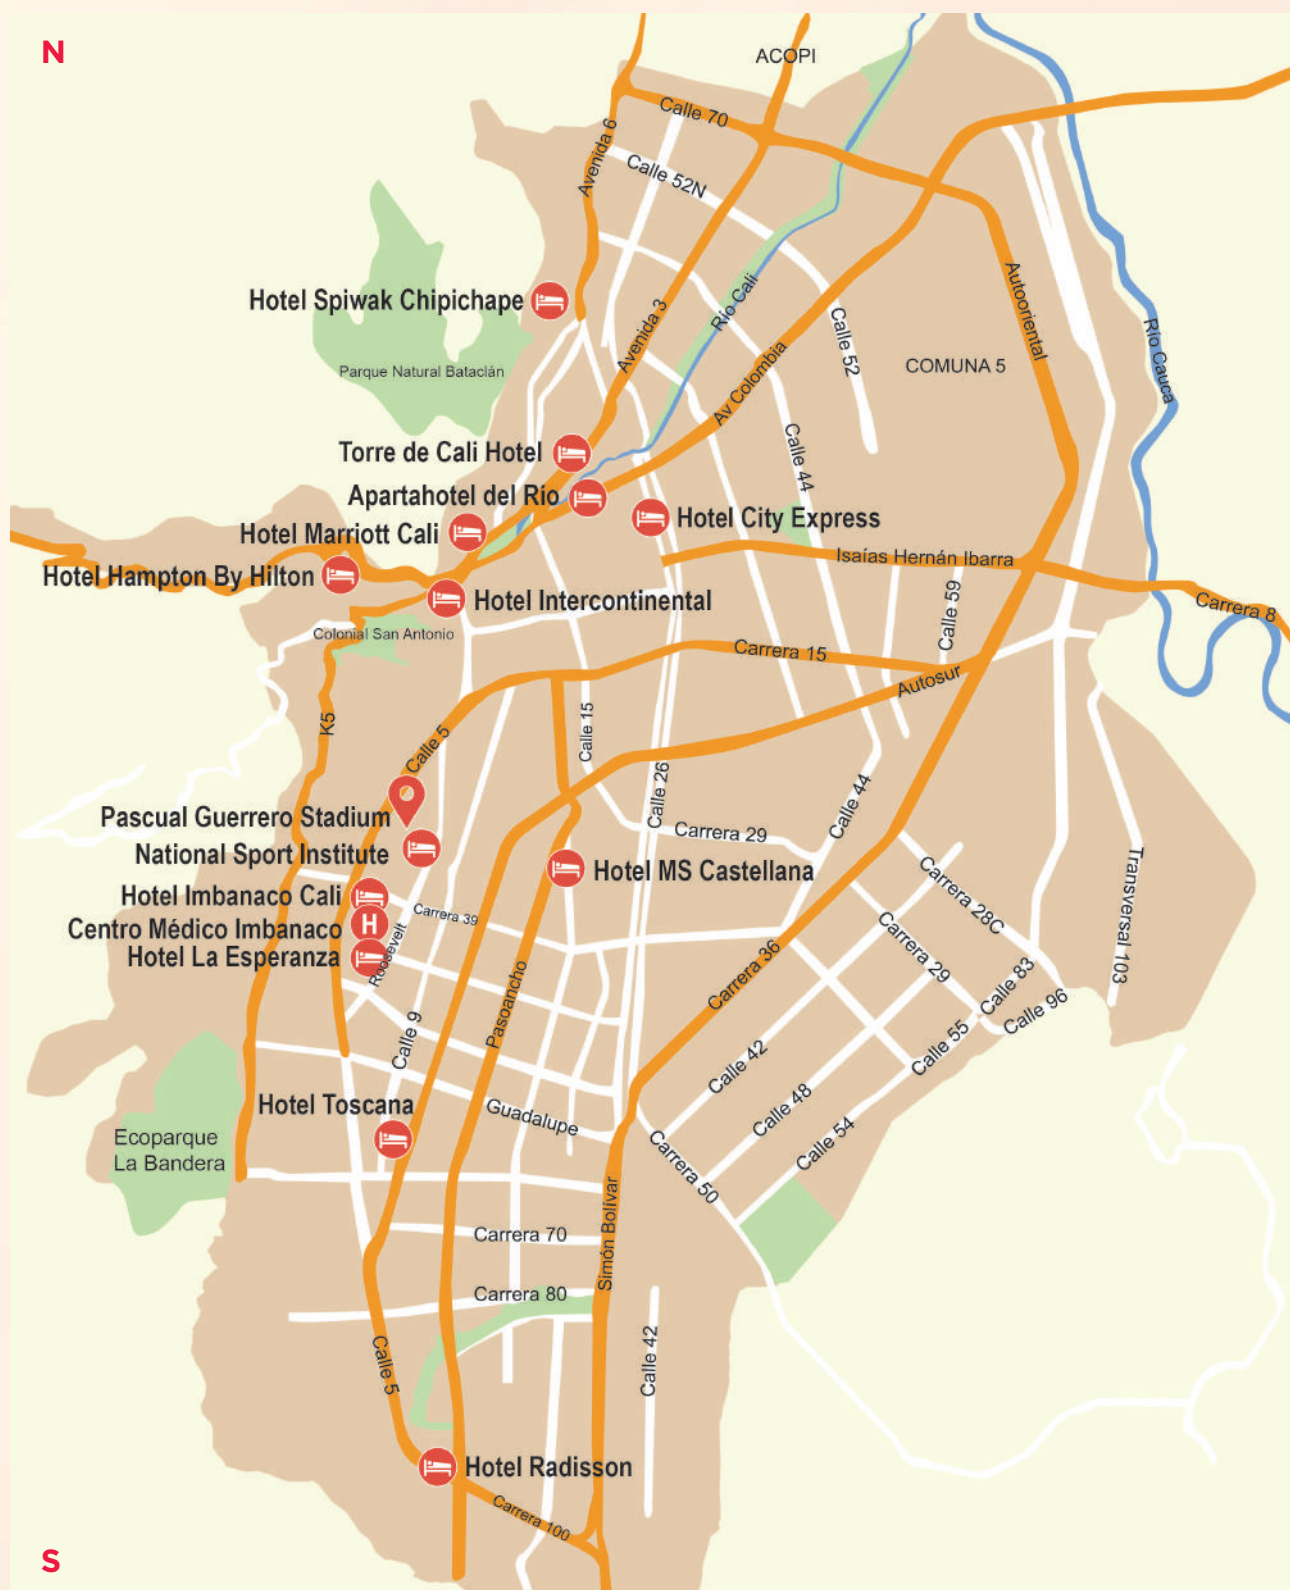 N
ACOPI
Calle 70
Avenida 6
Calle 52N
Autooriental
Hotel Spiwak Chipichape
Río Cali
Avenida 3
Calle 52
Río Cauca
Parque Natural Bataclán
COMUNA 5
Av Colombia
Torre de Cali Hotel
Calle 44
Apartahotel del Río
Hotel City Express
Hotel Marriott Cali
Isaías Hernán Ibarra
Hotel Hampton By Hilton
Hotel Intercontinental
Calle 59
Carrera 8
Colonial San Antonio
Carrera 15
Autosur
K5
Calle 5
Calle 15
Calle 26
Calle 44
Pascual Guerrero Stadium
Carrera 29
National Sport Institute
Hotel MS Castellana
Hotel Imbanaco Cali
Carrera 39
Carrera 28C
Transversal 103
Centro Médico Imbanaco
H
Hotel La Esperanza
Roosevelt
Carrera 29
Carrera 36
Calle 83
Pasoancho
Calle 96
Calle 9
Calle 55
Calle 42
Hotel Toscana
Guadalupe
Calle 48
Ecoparque
La Bandera
Calle 54
Carrera 50
Simón Bolívar
Carrera 70
Carrera 80
Calle 5
Calle 42
Hotel Radisson
Carrera 100
S